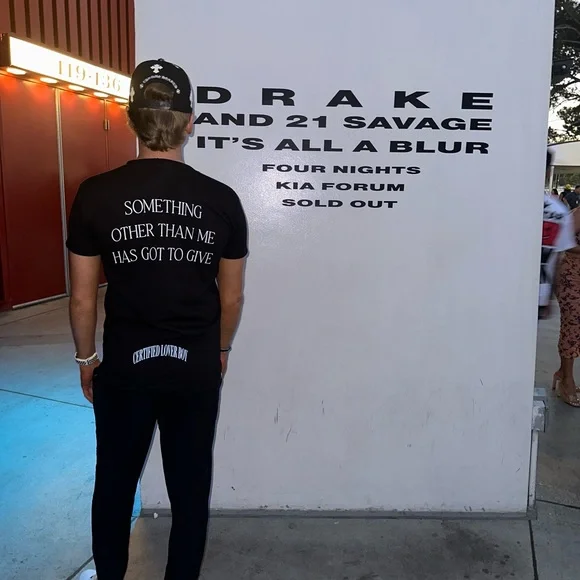 119-136
DRAKE
AND 21 SAVAGE
IT'S ALL A BLUR
FOUR NIGHTS
KIA FORUM
SOLD OUT
SOMETHING
OTHER THAN ME
HAS GOT TO GIVE
CERTIFIED LOVER BOY